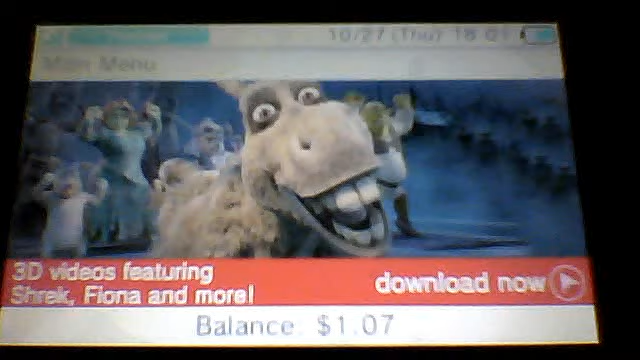 10/27 (Thu) 18:01
Main Menu
3D videos featuring
Shrek, Fiona and more!
download now
Balance: $1.07